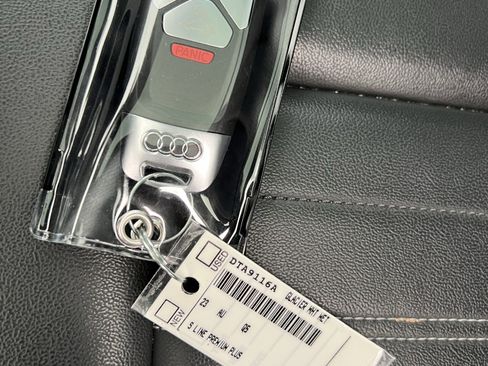 PANIC
USED
NEW
DTA9116A
GLACIER WHT MET
23 AU Q5
S LINE PREMIUM PLUS